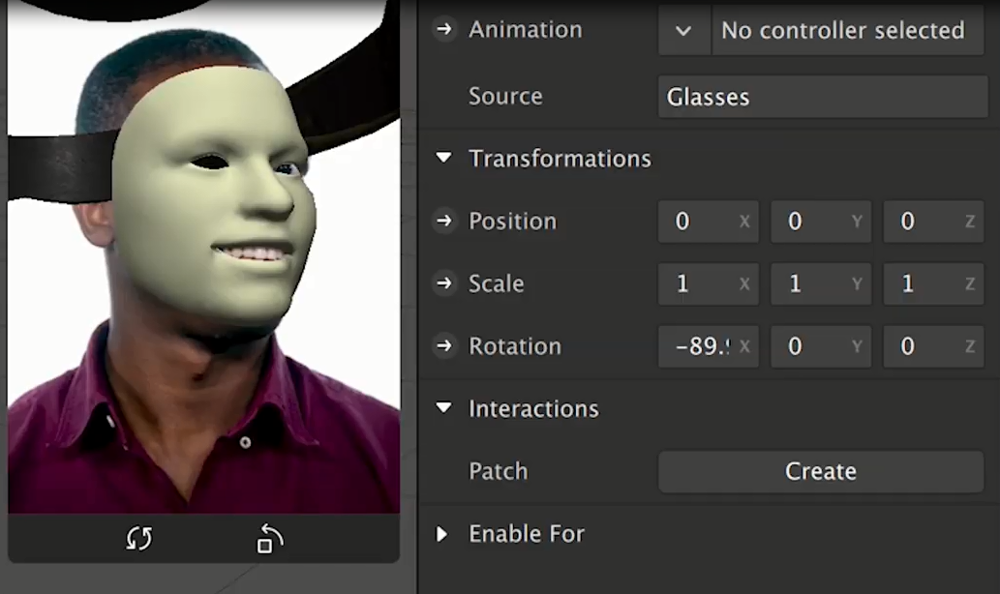 Animation No controller selected
Source Glasses
Transformations
Position 0 X 0 Y 0 Z
Scale 1 X 1 Y 1 Z
Rotation -89. X 0 Y 0 Z
Interactions
Patch Create
Enable For